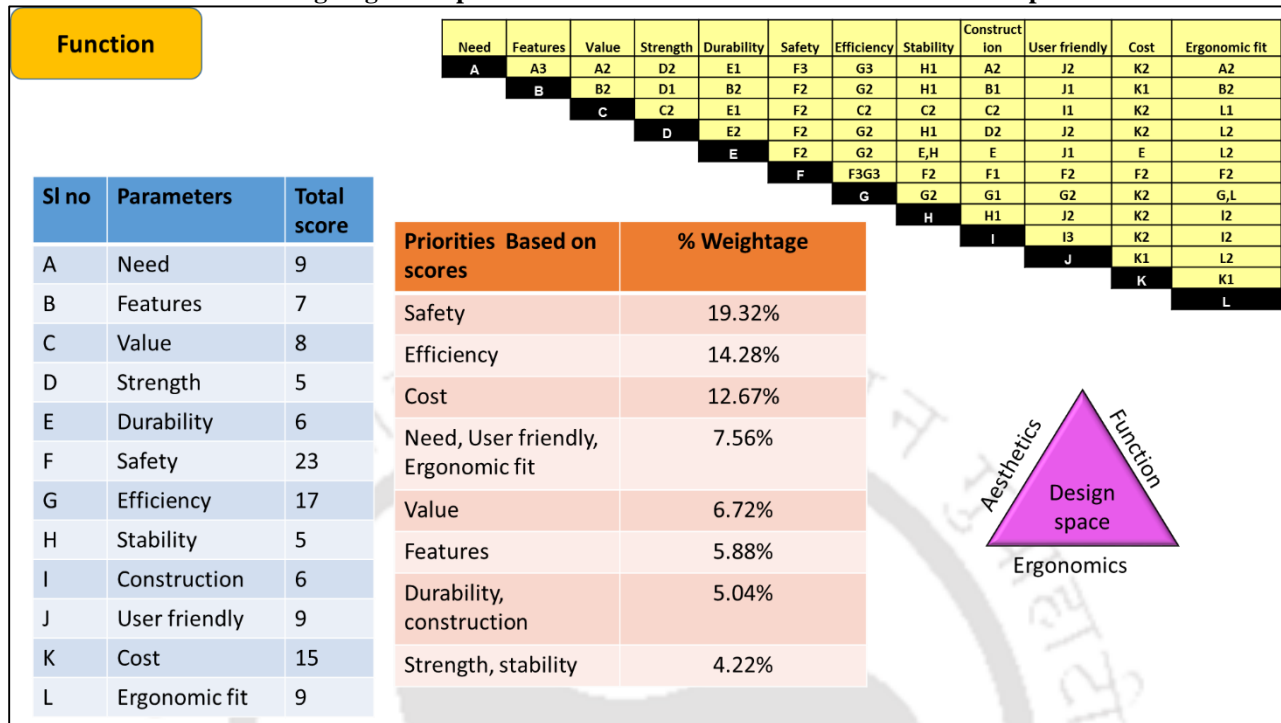 Function
Need Features Value Strength Durability Safety Efficiency Stability Construct ion User friendly Cost Ergonomic fit
A A3 A2 D2 E1 F3 G3 H1 A2 J2 K2 A2
B B2 D1 B2 F2 G2 H1 B1 J1 K1 B2
C C2 E1 F2 C2 C2 C2 I1 K2 L1
D E2 F2 G2 H1 D2 J2 K2 L2
E F2 G2 E,H E J1 E L2
F F3G3 F2 F1 F2 F2 F2
G G2 G1 G2 K2 G,L
H H1 J2 K2 I2
I I3 K2 I2
J K1 L2
K K1
L
Sl no Parameters Total score
A Need 9
B Features 7
C Value 8
D Strength 5
E Durability 6
F Safety 23
G Efficiency 17
H Stability 5
I Construction 6
J User friendly 9
K Cost 15
L Ergonomic fit 9
Priorities Based on scores % Weightage
Safety 19.32%
Efficiency 14.28%
Cost 12.67%
Need, User friendly, Ergonomic fit 7.56%
Value 6.72%
Features 5.88%
Durability, construction 5.04%
Strength, stability 4.22%
Aesthetics
Function
Design
space
Ergonomics